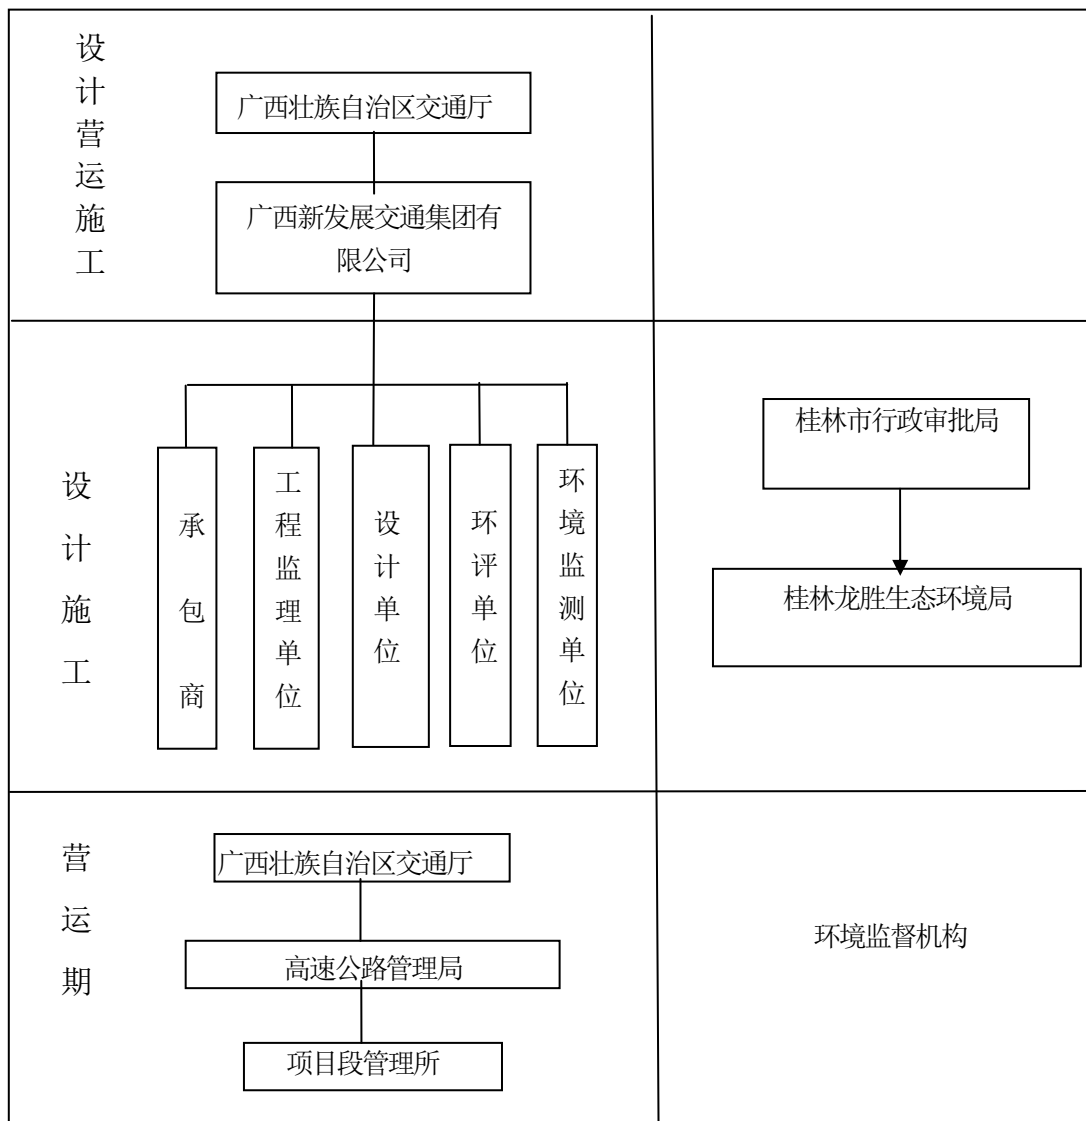 设计营运施工
广西壮族自治区交通厅
广西新发展交通集团有
限公司
设计施工
承包商
工程监理单位
设计单位
环评单位
环境监测单位
桂林市行政审批局
桂林龙胜生态环境局
营运期
广西壮族自治区交通厅
高速公路管理局
项目段管理所
环境监督机构